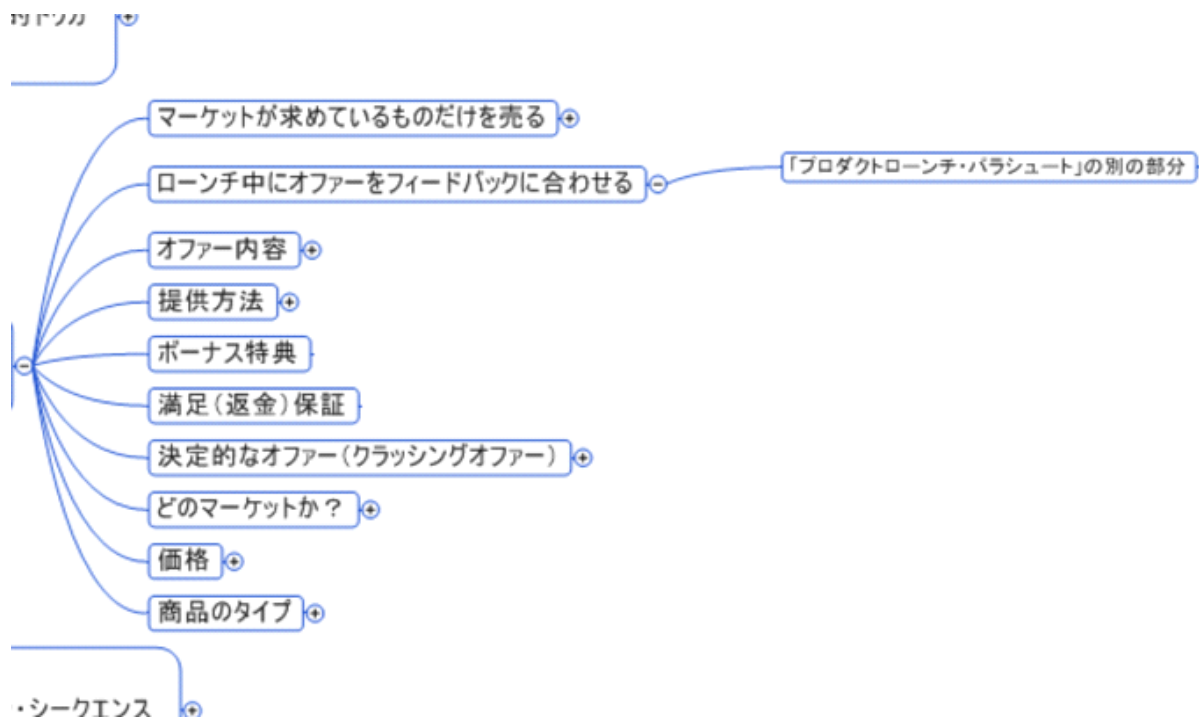 トリガ
マーケットが求めているものだけを売る
ローンチ中にオファーをフィードバックに合わせる
「プロダクトローンチ・パラシュート」の別の部分
オファー内容
提供方法
ボーナス特典
満足(返金)保証
決定的なオファー(クラッシングオファー)
どのマーケットか？
価格
商品のタイプ
・シークエンス